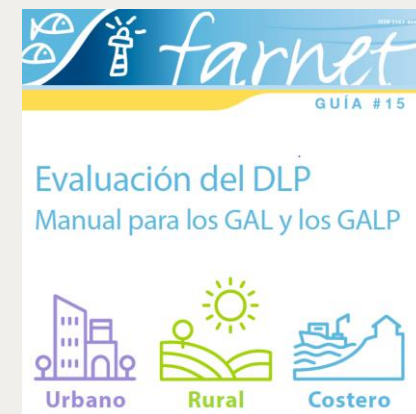 farnet
GUÍA #15
Evaluación del DLP
Manual para los GAL y los GALP
Urbano Rural Costero